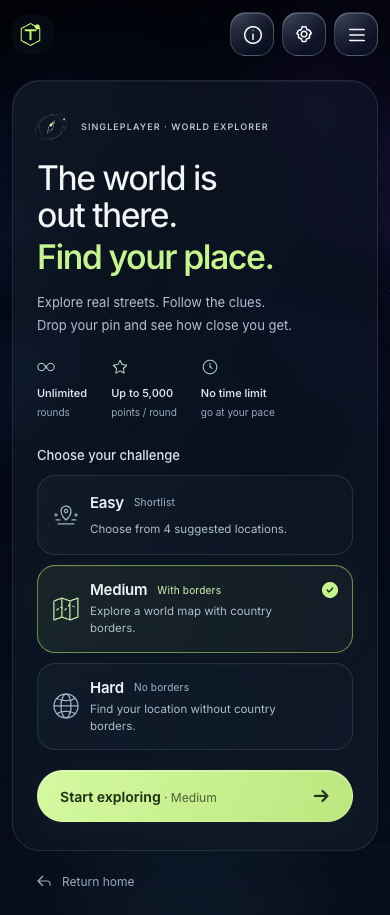 SINGLEPLAYER · WORLD EXPLORER
The world is
out there.
Find your place.
Explore real streets. Follow the clues.
Drop your pin and see how close you get.
Unlimited
rounds
Up to 5,000
points / round
No time limit
go at your pace
Choose your challenge
Easy Shortlist
Choose from 4 suggested locations.
Medium With borders
Explore a world map with country
borders.
Hard No borders
Find your location without country
borders.
Start exploring · Medium
Return home